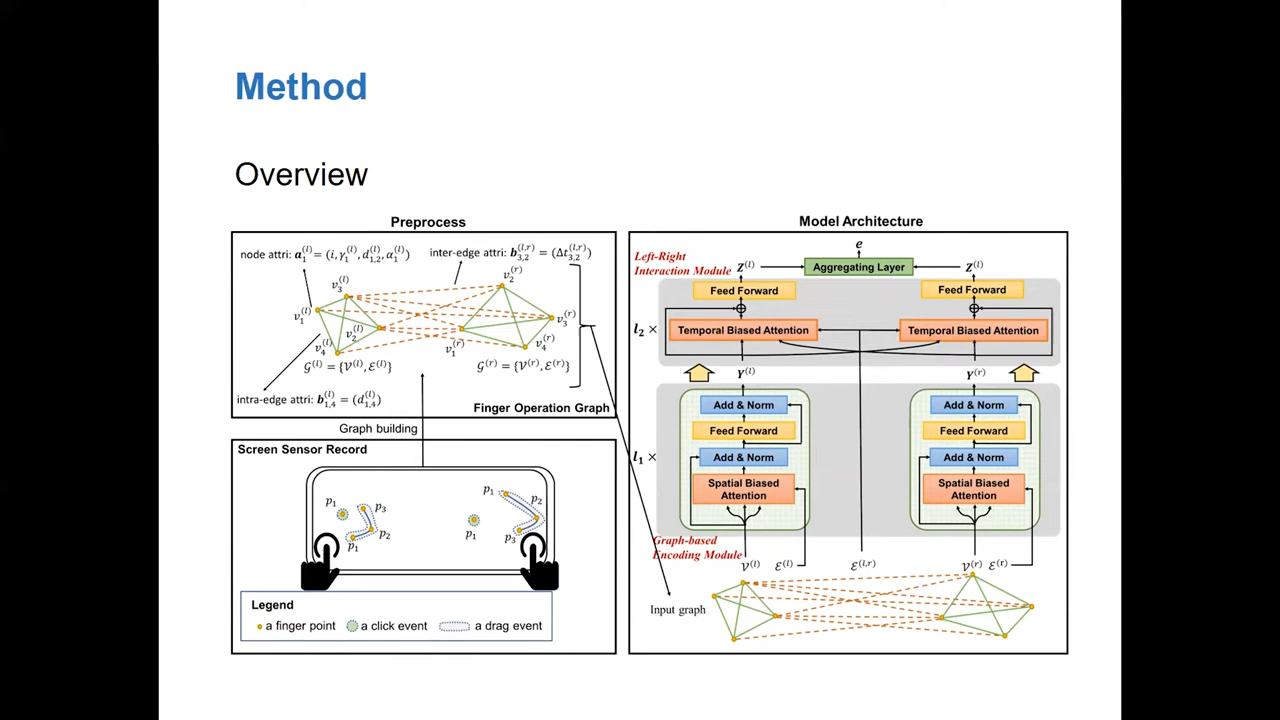 Method
Overview
Preprocess
node attri: 𝒂₁⁽ˡ⁾ = (i, γ₁⁽ˡ⁾, d₁,₂⁽ˡ⁾, α₁⁽ˡ⁾)
inter-edge attri: 𝒃₃,₂⁽ˡ,ʳ⁾ = (Δt₃,₂⁽ˡ,ʳ⁾)
v₃⁽ˡ⁾
v₂⁽ʳ⁾
v₁⁽ˡ⁾
v₂⁽ˡ⁾
v₃⁽ʳ⁾
v₄⁽ˡ⁾
v₁⁽ʳ⁾
v₄⁽ʳ⁾
𝒢⁽ˡ⁾ = {𝒱⁽ˡ⁾, ℰ⁽ˡ⁾}
𝒢⁽ʳ⁾ = {𝒱⁽ʳ⁾, ℰ⁽ʳ⁾}
intra-edge attri: 𝒃₁,₄⁽ˡ⁾ = (d₁,₄⁽ˡ⁾)
Finger Operation Graph
Graph building
Screen Sensor Record
p₁
p₃
p₂
p₁
p₁
p₁
p₂
p₃
Legend
a finger point
a click event
a drag event
Model Architecture
e
Left-Right
Interaction Module
Z⁽ˡ⁾
Aggregating Layer
Z⁽ˡ⁾
Feed Forward
Feed Forward
l₂ ×
Temporal Biased Attention
Temporal Biased Attention
Y⁽ˡ⁾
Y⁽ʳ⁾
Add & Norm
Add & Norm
Feed Forward
Feed Forward
l₁ ×
Add & Norm
Add & Norm
Spatial Biased
Attention
Spatial Biased
Attention
Graph-based
Encoding Module
𝒱⁽ˡ⁾
ℰ⁽ˡ⁾
ℰ⁽ˡ,ʳ⁾
𝒱⁽ʳ⁾
ℰ⁽ʳ⁾
Input graph